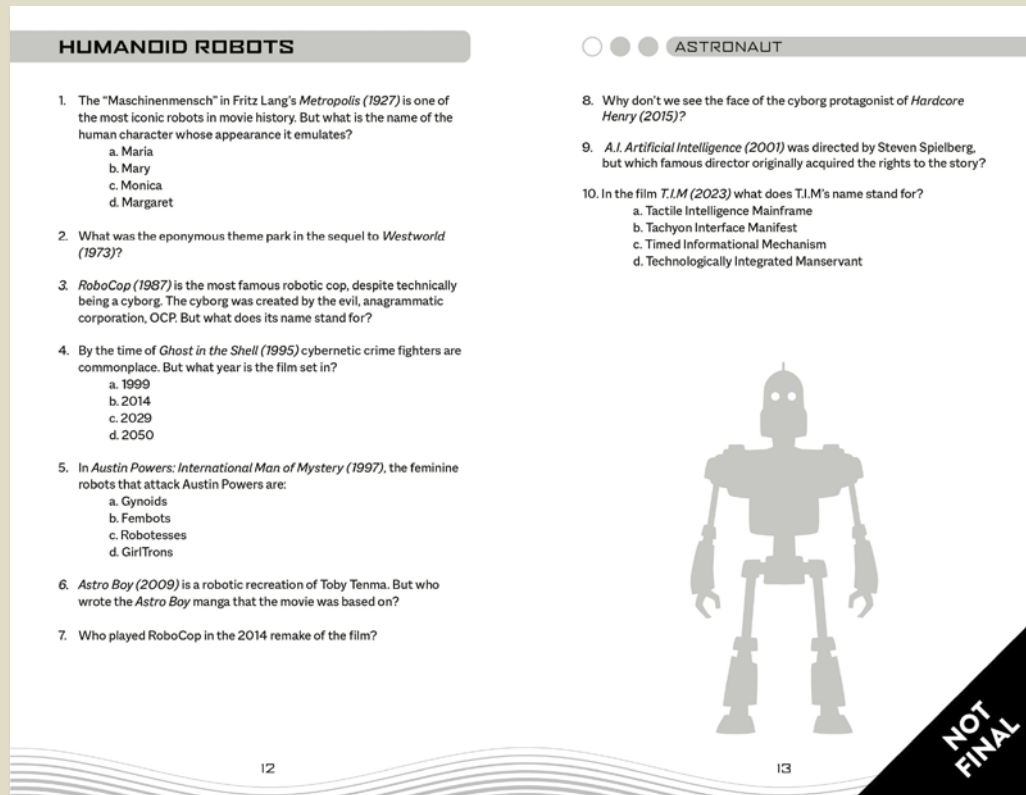 HUMANOID ROBOTS
1. The “Maschinenmensch” in Fritz Lang’s Metropolis (1927) is one of
the most iconic robots in movie history. But what is the name of the
human character whose appearance it emulates?
a. Maria
b. Mary
c. Monica
d. Margaret
2. What was the eponymous theme park in the sequel to Westworld
(1973)?
3. RoboCop (1987) is the most famous robotic cop, despite technically
being a cyborg. The cyborg was created by the evil, anagrammatic
corporation, OCP. But what does its name stand for?
4. By the time of Ghost in the Shell (1995) cybernetic crime fighters are
commonplace. But what year is the film set in?
a. 1999
b. 2014
c. 2029
d. 2050
5. In Austin Powers: International Man of Mystery (1997), the feminine
robots that attack Austin Powers are:
a. Gynoids
b. Fembots
c. Robotesses
d. GirlTrons
6. Astro Boy (2009) is a robotic recreation of Toby Tenma. But who
wrote the Astro Boy manga that the movie was based on?
7. Who played RoboCop in the 2014 remake of the film?
12
ASTRONAUT
8. Why don’t we see the face of the cyborg protagonist of Hardcore
Henry (2015)?
9. A.I. Artificial Intelligence (2001) was directed by Steven Spielberg,
but which famous director originally acquired the rights to the story?
10. In the film T.I.M (2023) what does T.I.M’s name stand for?
a. Tactile Intelligence Mainframe
b. Tachyon Interface Manifest
c. Timed Informational Mechanism
d. Technologically Integrated Manservant
13
NOT
FINAL